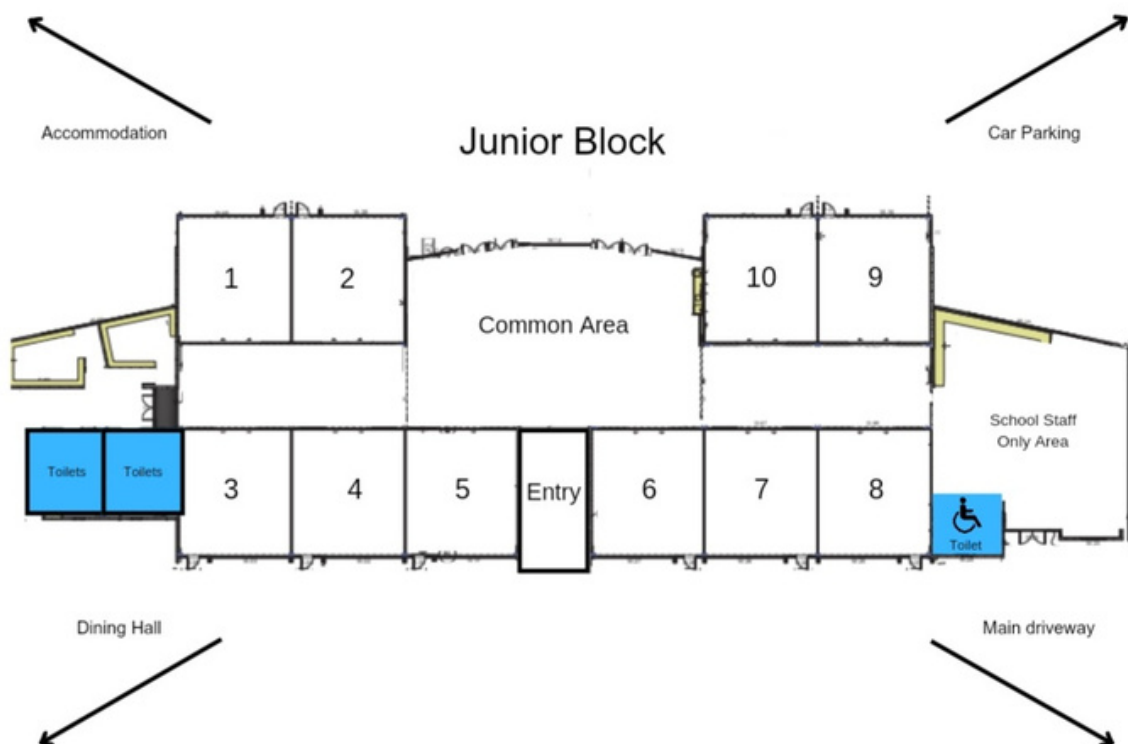 Accommodation
Car Parking
Junior Block
1
2
10
9
Common Area
School Staff
Only Area
Toilets
Toilets
3
4
5
Entry
6
7
8
Toilet
Dining Hall
Main driveway